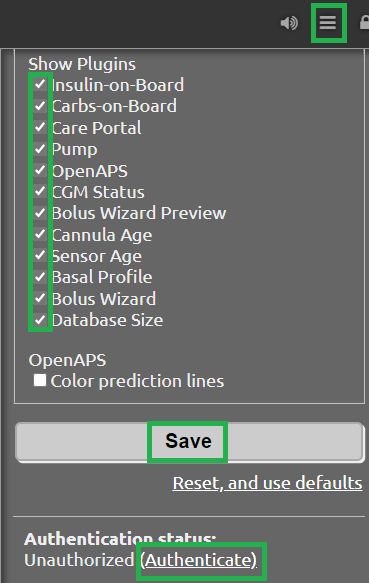 Show Plugins
Insulin-on-Board
Carbs-on-Board
Care Portal
Pump
OpenAPS
CGM Status
Bolus Wizard Preview
Cannula Age
Sensor Age
Basal Profile
Bolus Wizard
Database Size
OpenAPS
Color prediction lines
Save
Reset, and use defaults
Authentication status:
Unauthorized (Authenticate)